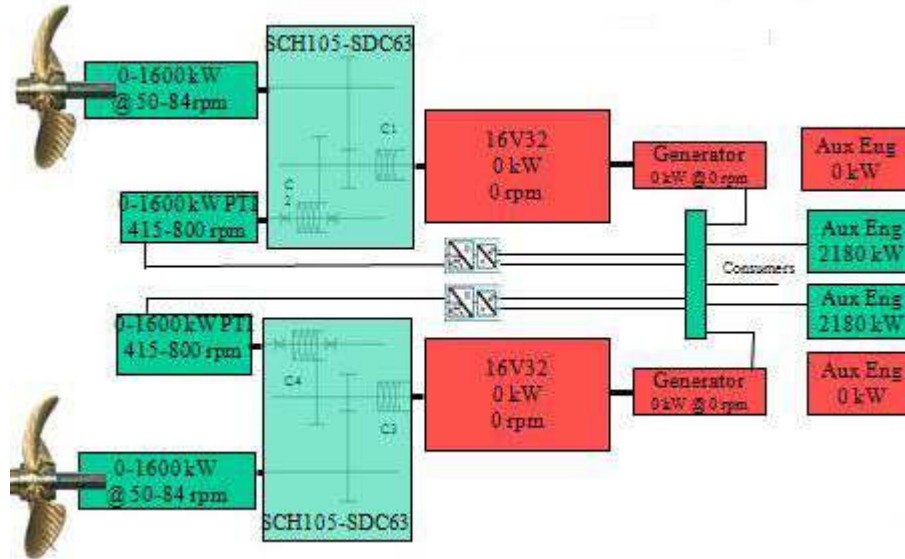 SCH105-SDC63
0-1600 kW
@ 50-84 rpm
C1
16V32
0 kW
0 rpm
Generator
0 kW @ 0 rpm
Aux Eng
0 kW
C
2
0-1600 kW PTI
415-800 rpm
Aux Eng
2180 kW
Consumers
0-1600 kW PTI
415-800 rpm
Aux Eng
2180 kW
C4
C3
16V32
0 kW
0 rpm
Generator
0 kW @ 0 rpm
Aux Eng
0 kW
0-1600 kW
@ 50-84 rpm
SCH105-SDC63